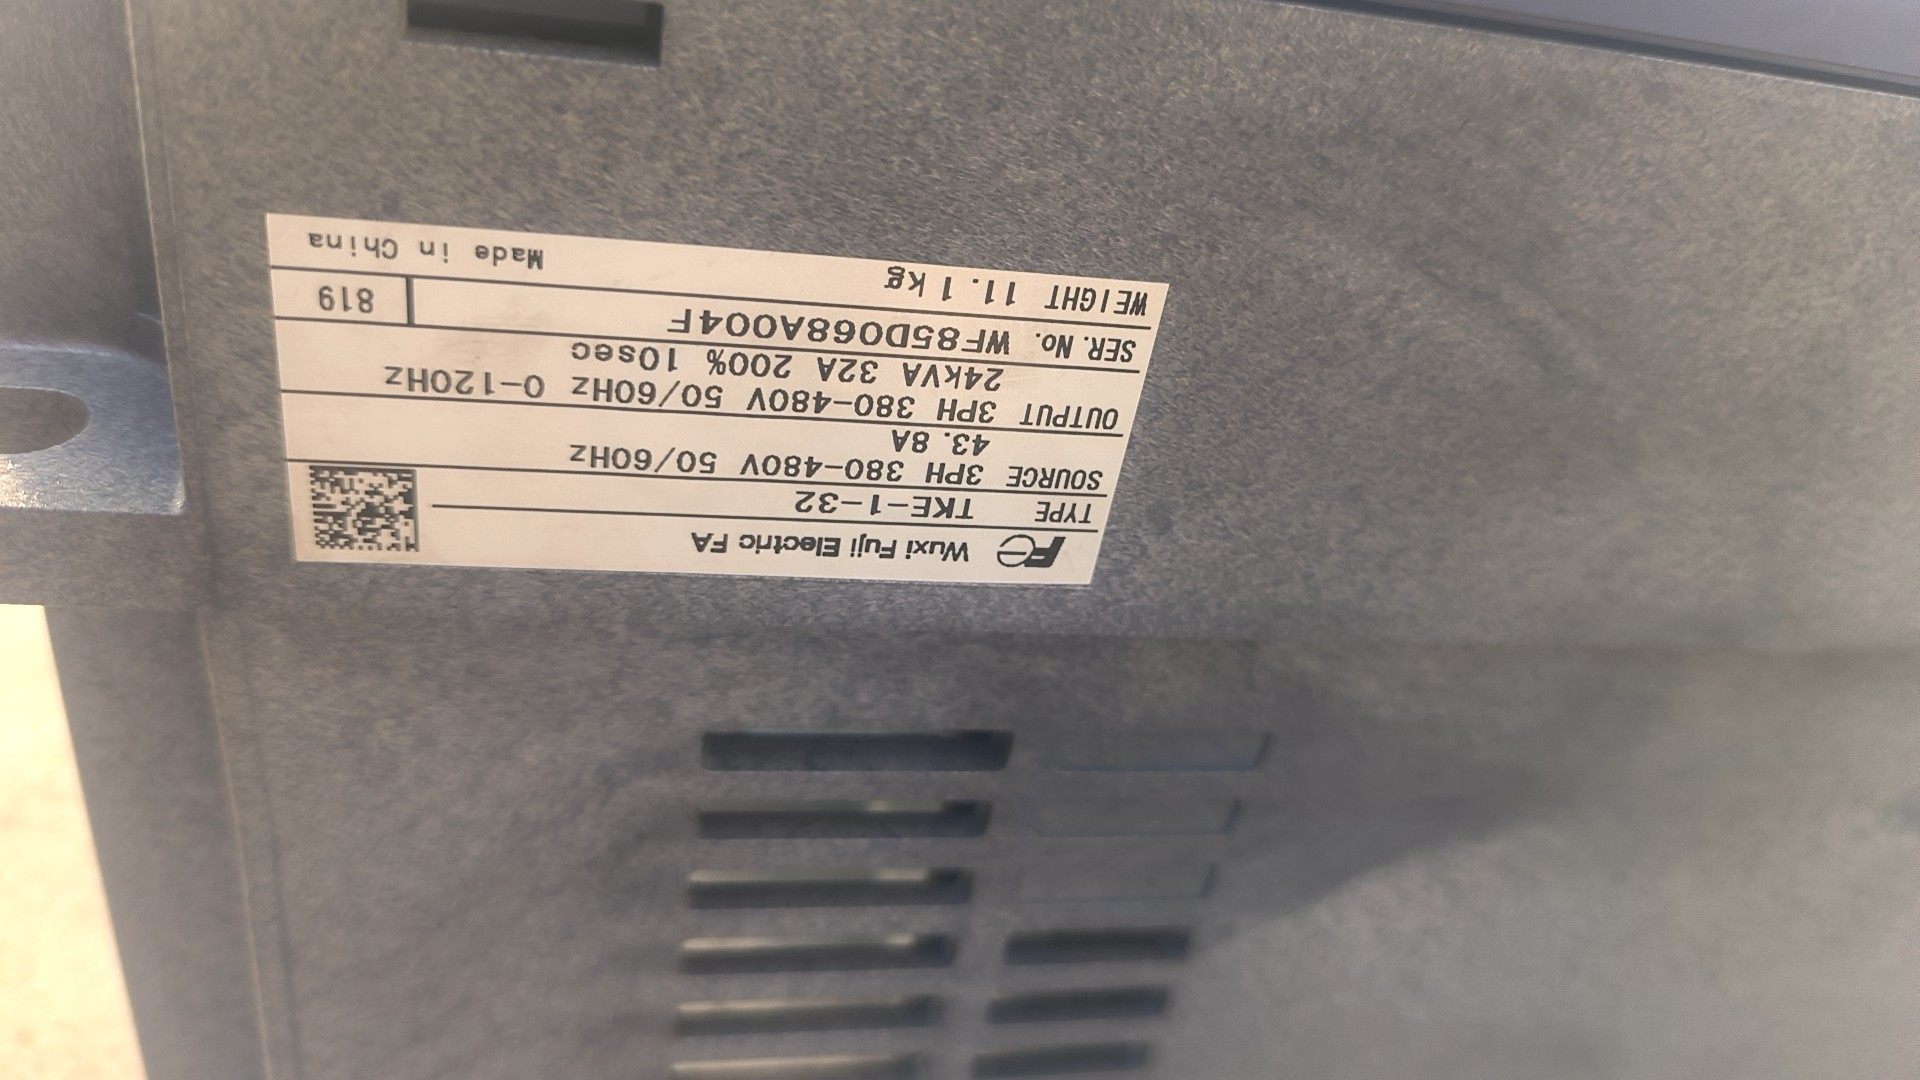 Fe Wuxi Fuji Electric FA
TYPE TKE-1-32
SOURCE 3PH 380-480V 50/60Hz
43.8A
OUTPUT 3PH 380-480V 50/60Hz 0-120Hz
24kVA 32A 200% 10sec
SER. No. WF85D068A004F 819
WEIGHT 11.1kg Made in China